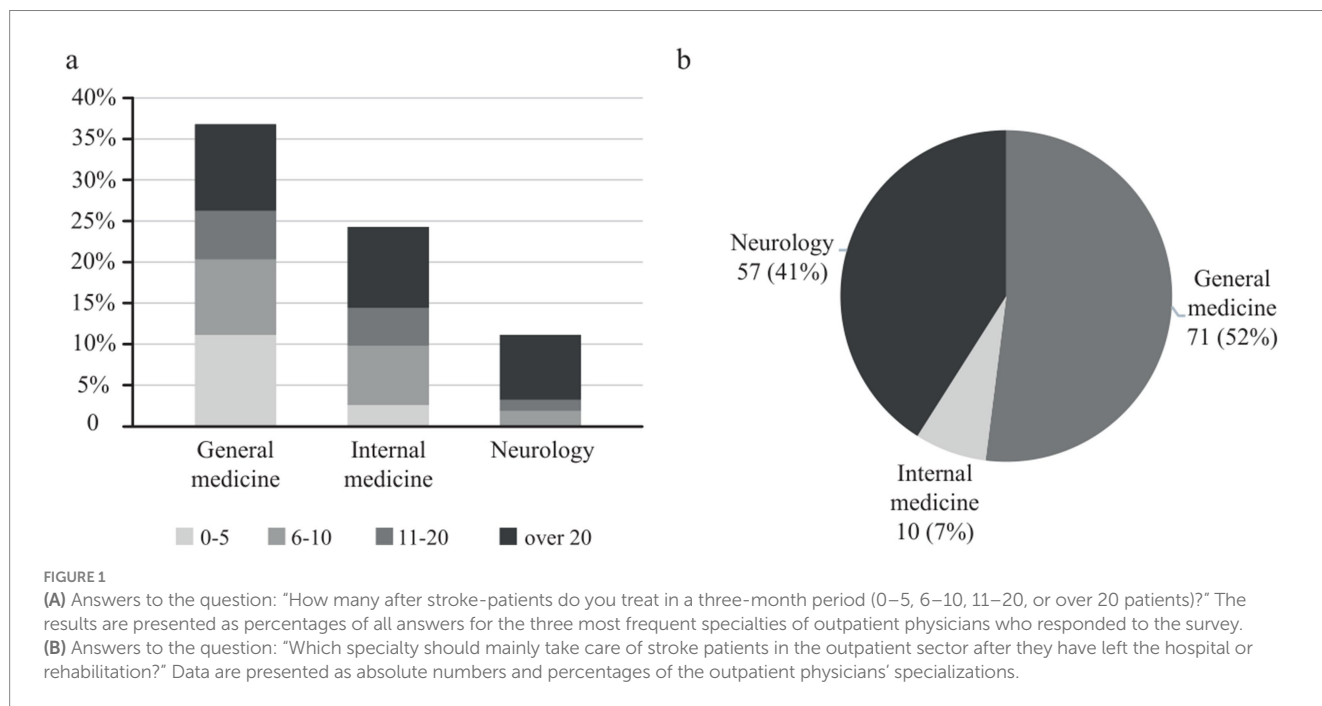 a
40%
35%
30%
25%
20%
15%
10%
5%
0
General
medicine
Internal
medicine
Neurology
0-5
6-10
11-20
over 20
b
Neurology
57 (41%)
General
medicine
71 (52%)
Internal
medicine
10 (7%)
FIGURE 1
(A) Answers to the question: “How many after stroke-patients do you treat in a three-month period (0–5, 6–10, 11–20, or over 20 patients)?” The
results are presented as percentages of all answers for the three most frequent specialties of outpatient physicians who responded to the survey.
(B) Answers to the question: “Which specialty should mainly take care of stroke patients in the outpatient sector after they have left the hospital or
rehabilitation?” Data are presented as absolute numbers and percentages of the outpatient physicians’ specializations.